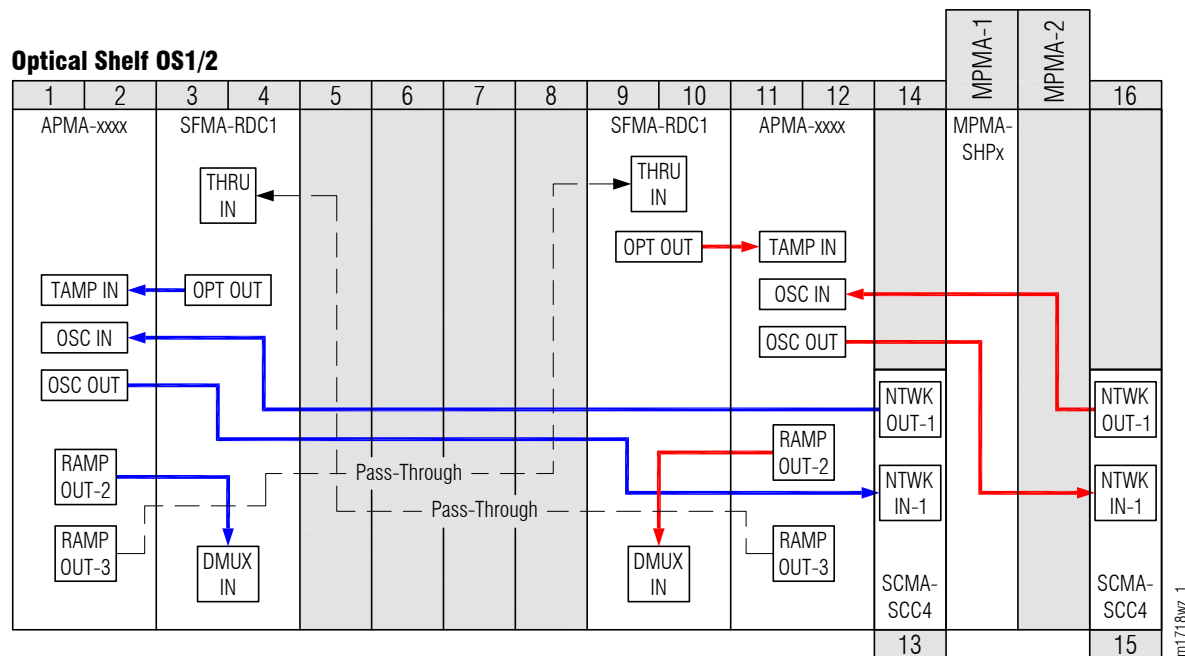 Optical Shelf OS1/2
MPMA-1
MPMA-2
1 2 3 4 5 6 7 8 9 10 11 12 14 16
APMA-xxxx
SFMA-RDC1
SFMA-RDC1
APMA-xxxx
MPMA-
SHPx
THRU
IN
THRU
IN
OPT OUT
TAMP IN
TAMP IN
OPT OUT
OSC IN
OSC IN
OSC OUT
OSC OUT
NTWK
OUT-1
NTWK
OUT-1
RAMP
OUT-2
Pass-Through
RAMP
OUT-2
NTWK
IN-1
NTWK
IN-1
Pass-Through
RAMP
OUT-3
DMUX
IN
DMUX
IN
RAMP
OUT-3
SCMA-
SCC4
SCMA-
SCC4
13
15
m1718wz_1